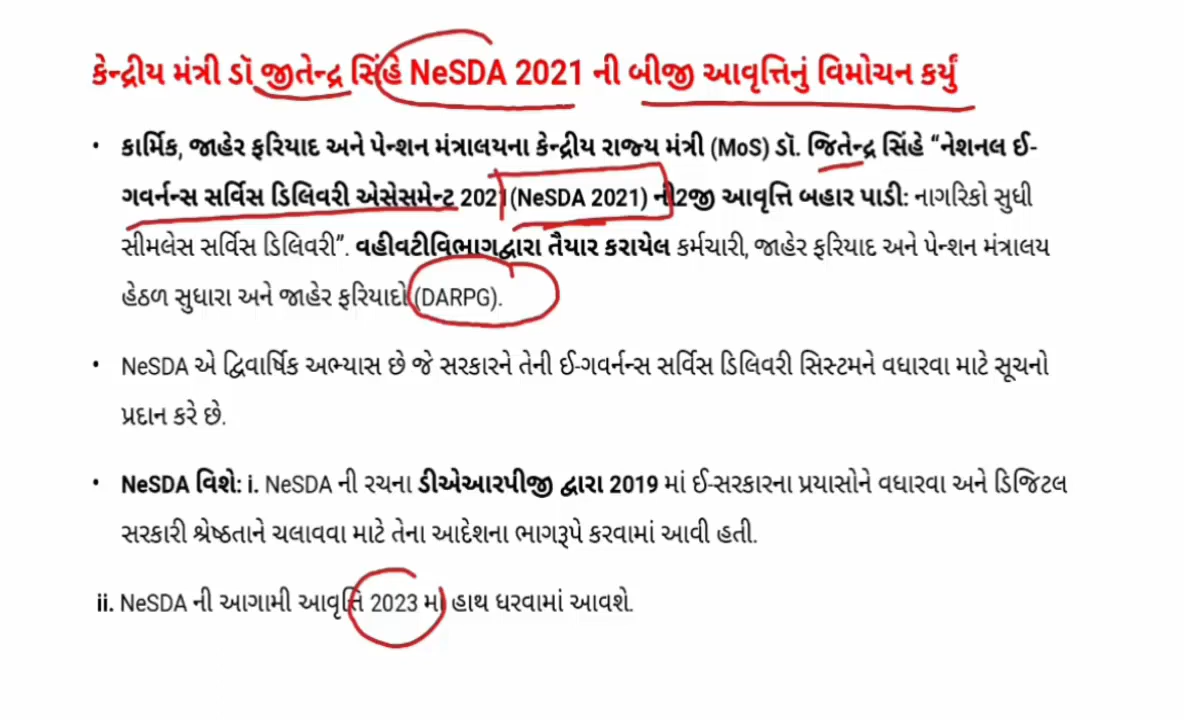 કેન્દ્રીય મંત્રી ડૉ જીતેન્દ્ર સિંહે NeSDA 2021 ની બીજી આવૃત્તિનું વિમોચન કર્યું
• કાર્મિક, જાહેર ફરિયાદ અને પેન્શન મંત્રાલયના કેન્દ્રીય રાજ્ય મંત્રી (MoS) ડૉ. જિતેન્દ્ર સિંહે “નેશનલ ઈ-
ગવર્નન્સ સર્વિસ ડિલિવરી એસેસમેન્ટ 2021 (NeSDA 2021) ની 2જી આવૃત્તિ બહાર પાડી: નાગરિકો સુધી
સીમલેસ સર્વિસ ડિલિવરી”. વહીવટીવિભાગદ્વારા તૈયાર કરાયેલ કર્મચારી, જાહેર ફરિયાદ અને પેન્શન મંત્રાલય
હેઠળ સુધારા અને જાહેર ફરિયાદો (DARPG).
• NeSDA એ દ્વિવાર્ષિક અભ્યાસ છે જે સરકારને તેની ઈ-ગવર્નન્સ સર્વિસ ડિલિવરી સિસ્ટમને વધારવા માટે સૂચનો
પ્રદાન કરે છે.
• NeSDA વિશે: i. NeSDA ની રચના ડીએઆરપીજી દ્વારા 2019 માં ઈ-સરકારના પ્રયાસોને વધારવા અને ડિજિટલ
સરકારી શ્રેષ્ઠતાને ચલાવવા માટે તેના આદેશના ભાગરૂપે કરવામાં આવી હતી.
ii. NeSDA ની આગામી આવૃત્તિ 2023 માં હાથ ધરવામાં આવશે.